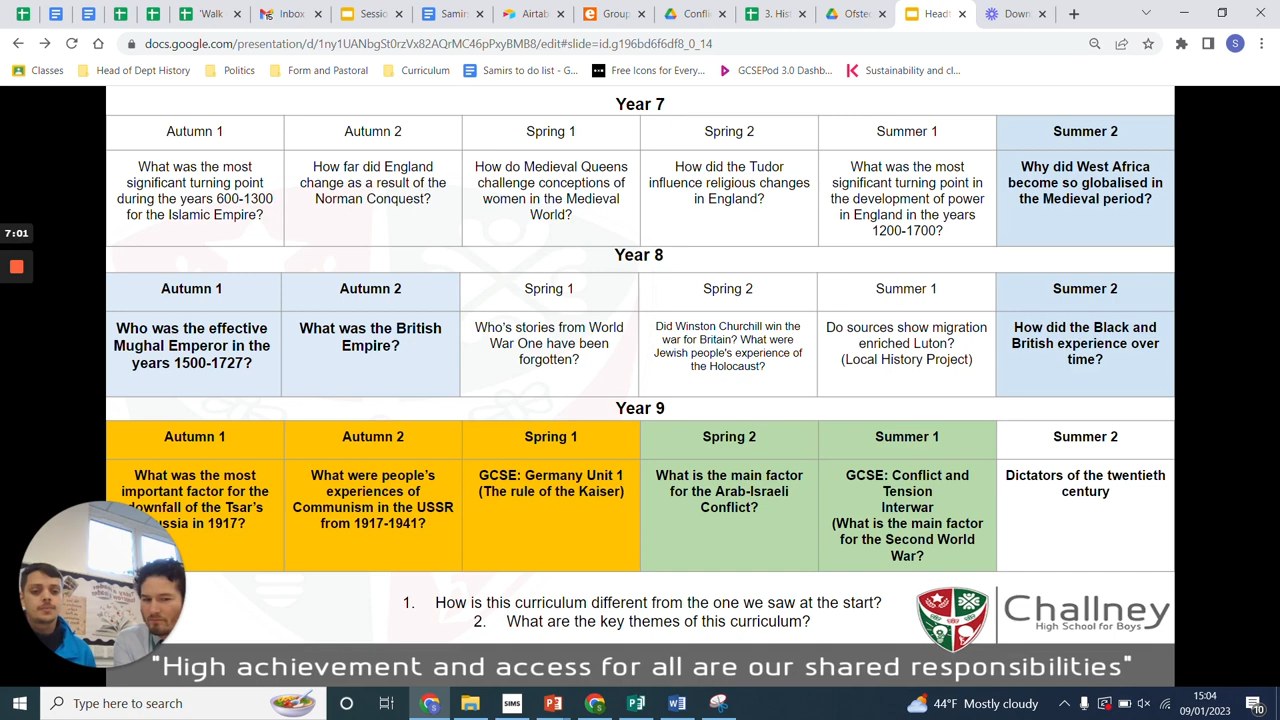 'Walk
Inbox
Sessio
Samir
Airtab
Group
Confli
3. His
Ofste
Head
Down
docs.google.com/presentation/d/1ny1UANbgSt0rzVx82AQrMC46pPxyBMB8/edit#slide=id.g196bd6f6df8_0_14
S
Classes
Head of Dept History
Politics
Form and Pastoral
Curriculum
Samirs to do list - G...
Free Icons for Every...
GCSEPod 3.0 Dashb...
Sustainability and cl...
Year 7
Autumn 1
Autumn 2
Spring 1
Spring 2
Summer 1
Summer 2
What was the most
significant turning point
during the years 600-1300
for the Islamic Empire?
How far did England
change as a result of the
Norman Conquest?
How do Medieval Queens
challenge conceptions of
women in the Medieval
World?
How did the Tudor
influence religious changes
in England?
What was the most
significant turning point in
the development of power
in England in the years
1200-1700?
Why did West Africa
become so globalised in
the Medieval period?
7:01
Year 8
Autumn 1
Autumn 2
Spring 1
Spring 2
Summer 1
Summer 2
Who was the effective
Mughal Emperor in the
years 1500-1727?
What was the British
Empire?
Who's stories from World
War One have been
forgotten?
Did Winston Churchill win the
war for Britain? What were
Jewish people's experience of
the Holocaust?
Do sources show migration
enriched Luton?
(Local History Project)
How did the Black and
British experience over
time?
Year 9
Autumn 1
Autumn 2
Spring 1
Spring 2
Summer 1
Summer 2
What was the most
important factor for the
downfall of the Tsar's
ussia in 1917?
What were people's
experiences of
Communism in the USSR
from 1917-1941?
GCSE: Germany Unit 1
(The rule of the Kaiser)
What is the main factor
for the Arab-Israeli
Conflict?
GCSE: Conflict and
Tension
Interwar
(What is the main factor
for the Second World
War?
Dictators of the twentieth
century
1. How is this curriculum different from the one we saw at the start?
2. What are the key themes of this curriculum?
Challney
High School for Boys
"High achievement and access for all are our shared responsibilities"
Type here to search
SIMS
44°F Mostly cloudy
15:04
09/01/2023
10